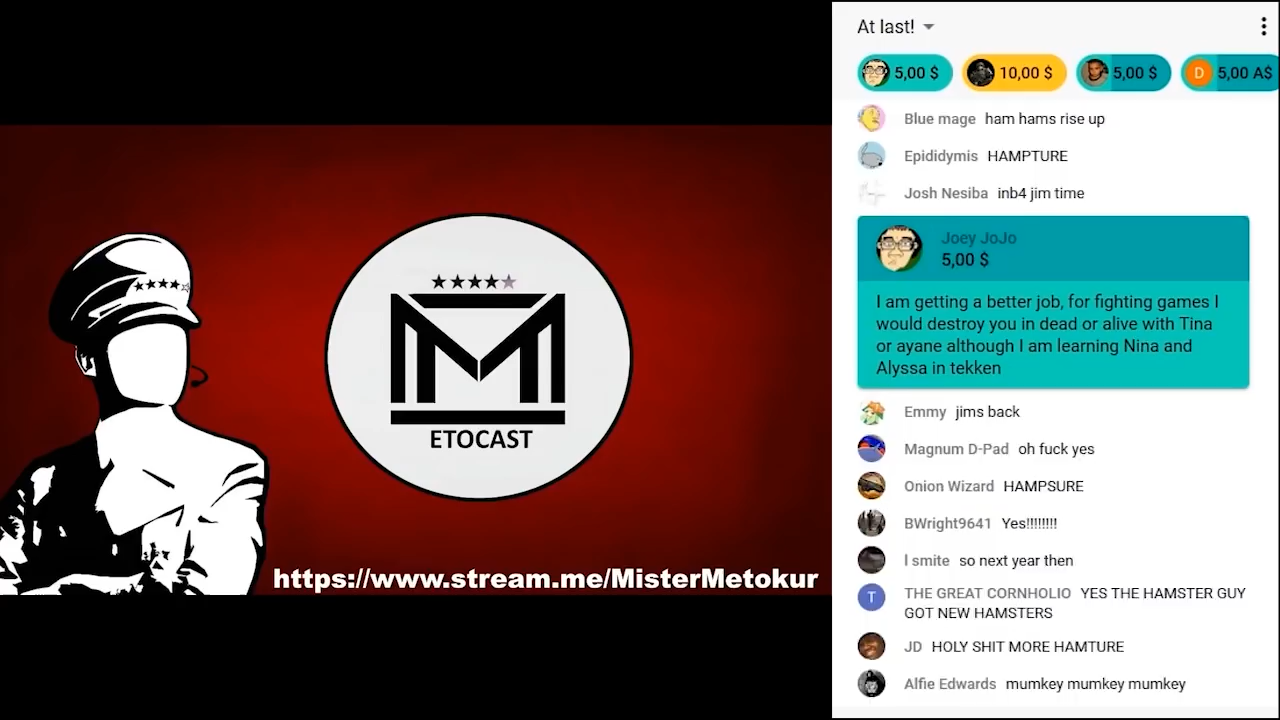 At last!
5,00 $
10,00 $
5,00 $
D
5,00 A$
Blue mage ham hams rise up
Epididymis HAMPTURE
Josh Nesiba inb4 jim time
Joey JoJo
5,00 $
I am getting a better job, for fighting games I
would destroy you in dead or alive with Tina
or ayane although I am learning Nina and
Alyssa in tekken
Emmy jims back
Magnum D-Pad oh fuck yes
Onion Wizard HAMPSURE
BWright9641 Yes!!!!!!!!
l smite so next year then
T
THE GREAT CORNHOLIO YES THE HAMSTER GUY
GOT NEW HAMSTERS
JD HOLY SHIT MORE HAMTURE
Alfie Edwards mumkey mumkey mumkey
M
ETOCAST
https://www.stream.me/MisterMetokur